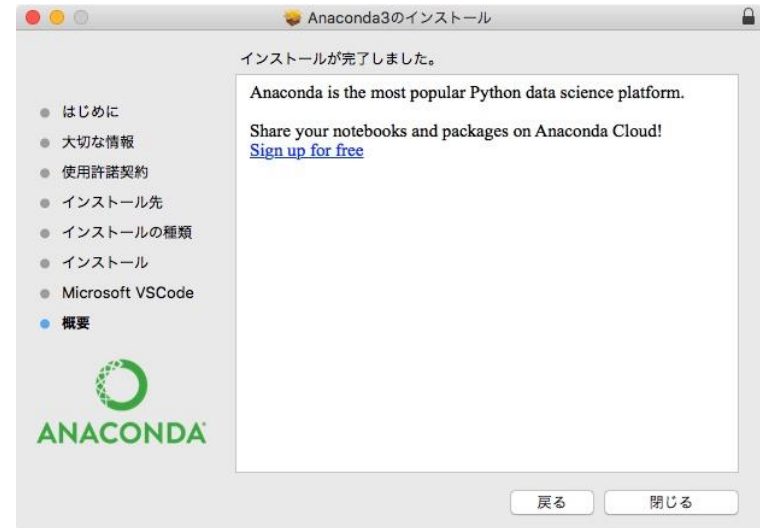 Anaconda3のインストール
インストールが完了しました。
はじめに
大切な情報
使用許諾契約
インストール先
インストールの種類
インストール
Microsoft VSCode
概要
ANACONDA
Anaconda is the most popular Python data science platform.
Share your notebooks and packages on Anaconda Cloud!
Sign up for free
戻る
閉じる